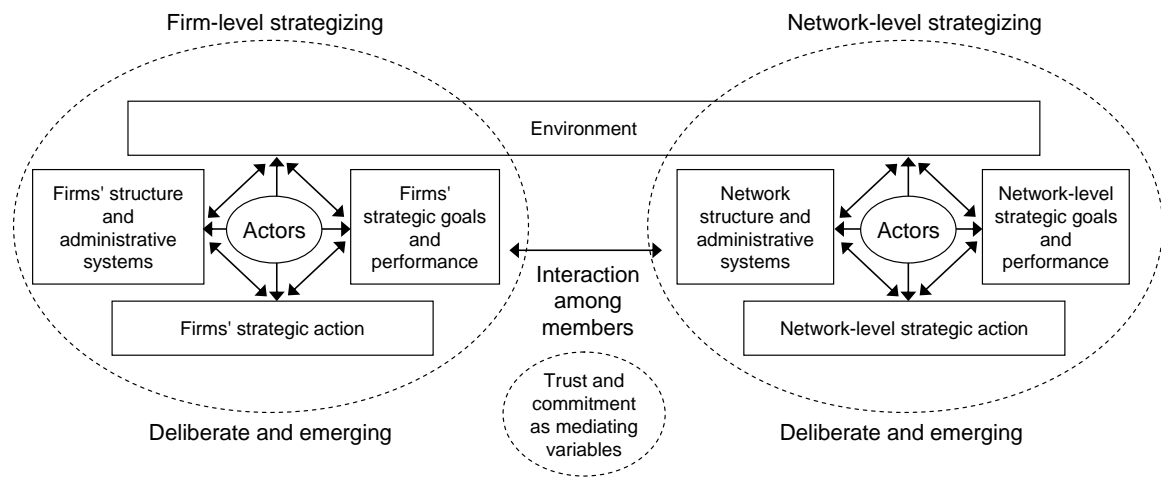 Firm-level strategizing
Network-level strategizing
Environment
Firms' structure
and
administrative
systems
Actors
Firms'
strategic goals
and
performance
Network
structure and
administrative
systems
Actors
Network-level
strategic goals
and
performance
Interaction
among
members
Firms' strategic action
Network-level strategic action
Trust and
commitment
as mediating
variables
Deliberate and emerging
Deliberate and emerging